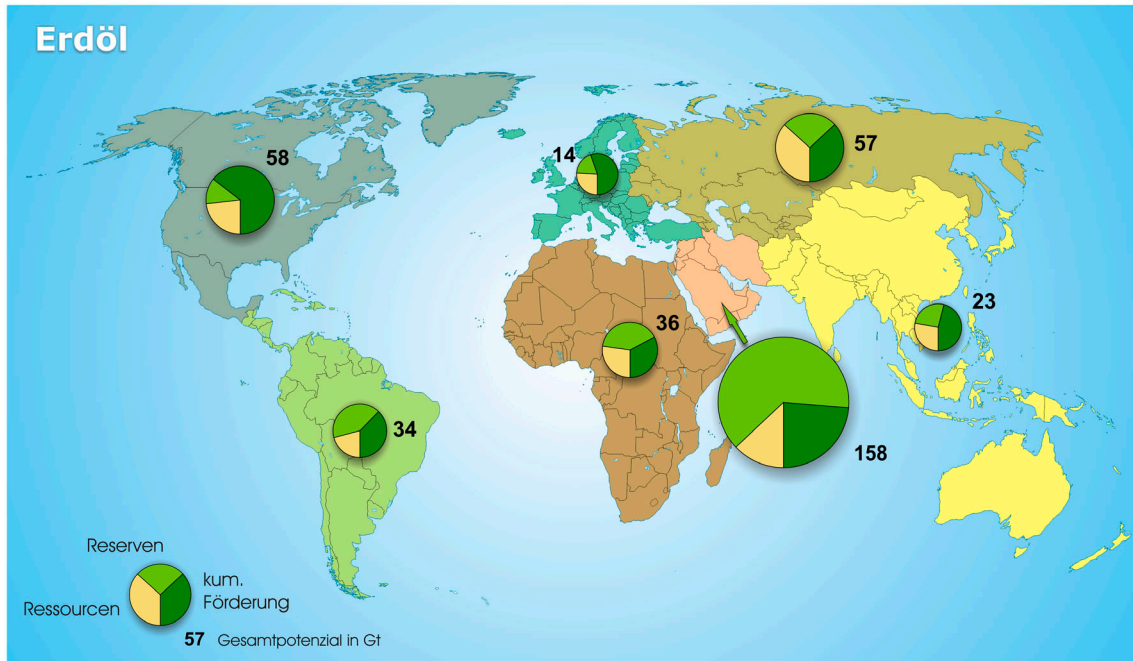 Erdöl
58
14
57
23
36
34
158
Reserven
kum.
Förderung
Ressourcen
57 Gesamtpotenzial in Gt